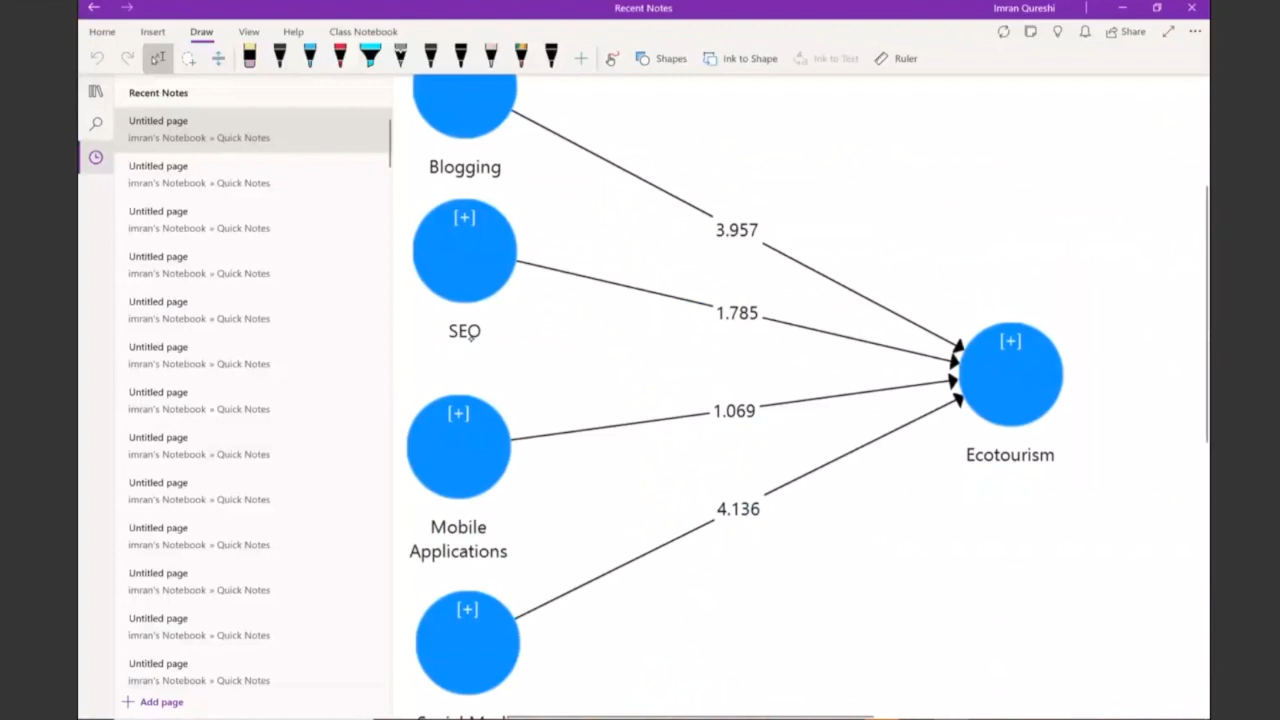 Recent Notes
Imran Qureshi
Home
Insert
Draw
View
Help
Class Notebook
Share
Shapes
Ink to Shape
Ink to Text
Ruler
Recent Notes
Untitled page
imran's Notebook » Quick Notes
Untitled page
imran's Notebook » Quick Notes
Untitled page
imran's Notebook » Quick Notes
Untitled page
imran's Notebook » Quick Notes
Untitled page
imran's Notebook » Quick Notes
Untitled page
imran's Notebook » Quick Notes
Untitled page
imran's Notebook » Quick Notes
Untitled page
imran's Notebook » Quick Notes
Untitled page
imran's Notebook » Quick Notes
Untitled page
imran's Notebook » Quick Notes
Untitled page
imran's Notebook » Quick Notes
Untitled page
imran's Notebook » Quick Notes
Untitled page
imran's Notebook » Quick Notes
Add page
Blogging
3.957
[+]
SEO
1.785
[+]
Ecotourism
[+]
1.069
Mobile
Applications
4.136
[+]